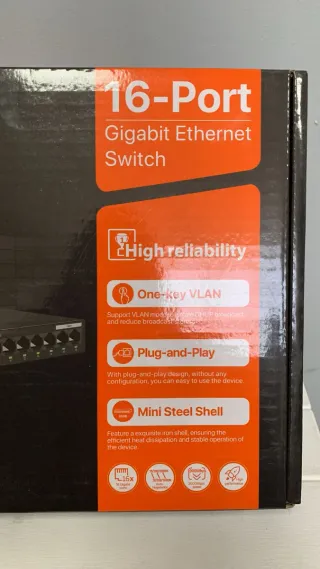 16-Port
Gigabit Ethernet
Switch
High reliability
One-key VLAN
Support VLAN
and reduce broadcast
Plug-and-Play
With plug-and-play design, without any
configuration, you can easy to use the device.
Mini Steel Shell
Feature a exquisite iron shell, ensuring the
efficient heat dissipation and stable operation of
the device.
16x